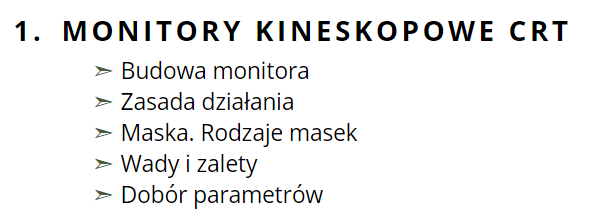 1. MONITORY KINESKOPOWE CRT
➣ Budowa monitora
➣ Zasada działania
➣ Maska. Rodzaje masek
➣ Wady i zalety
➣ Dobór parametrów